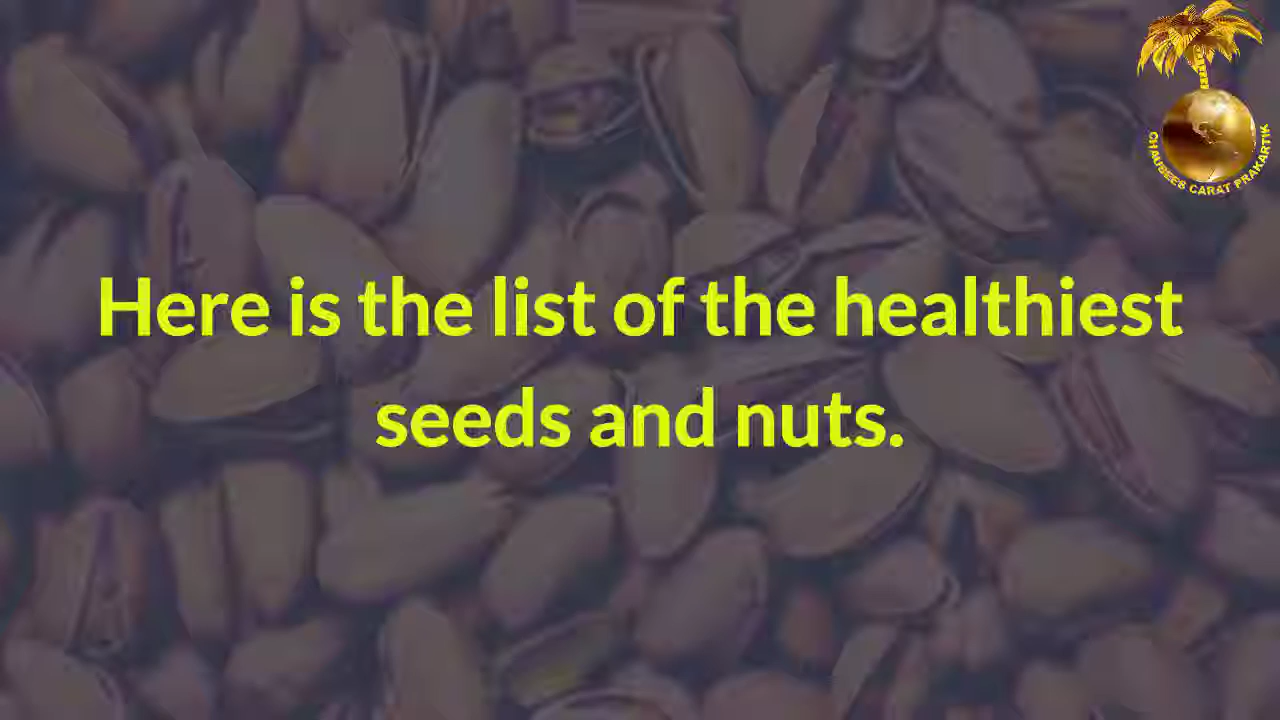 Here is the list of the healthiest
seeds and nuts.
CHAUBEES CARAT PRAKARTIK